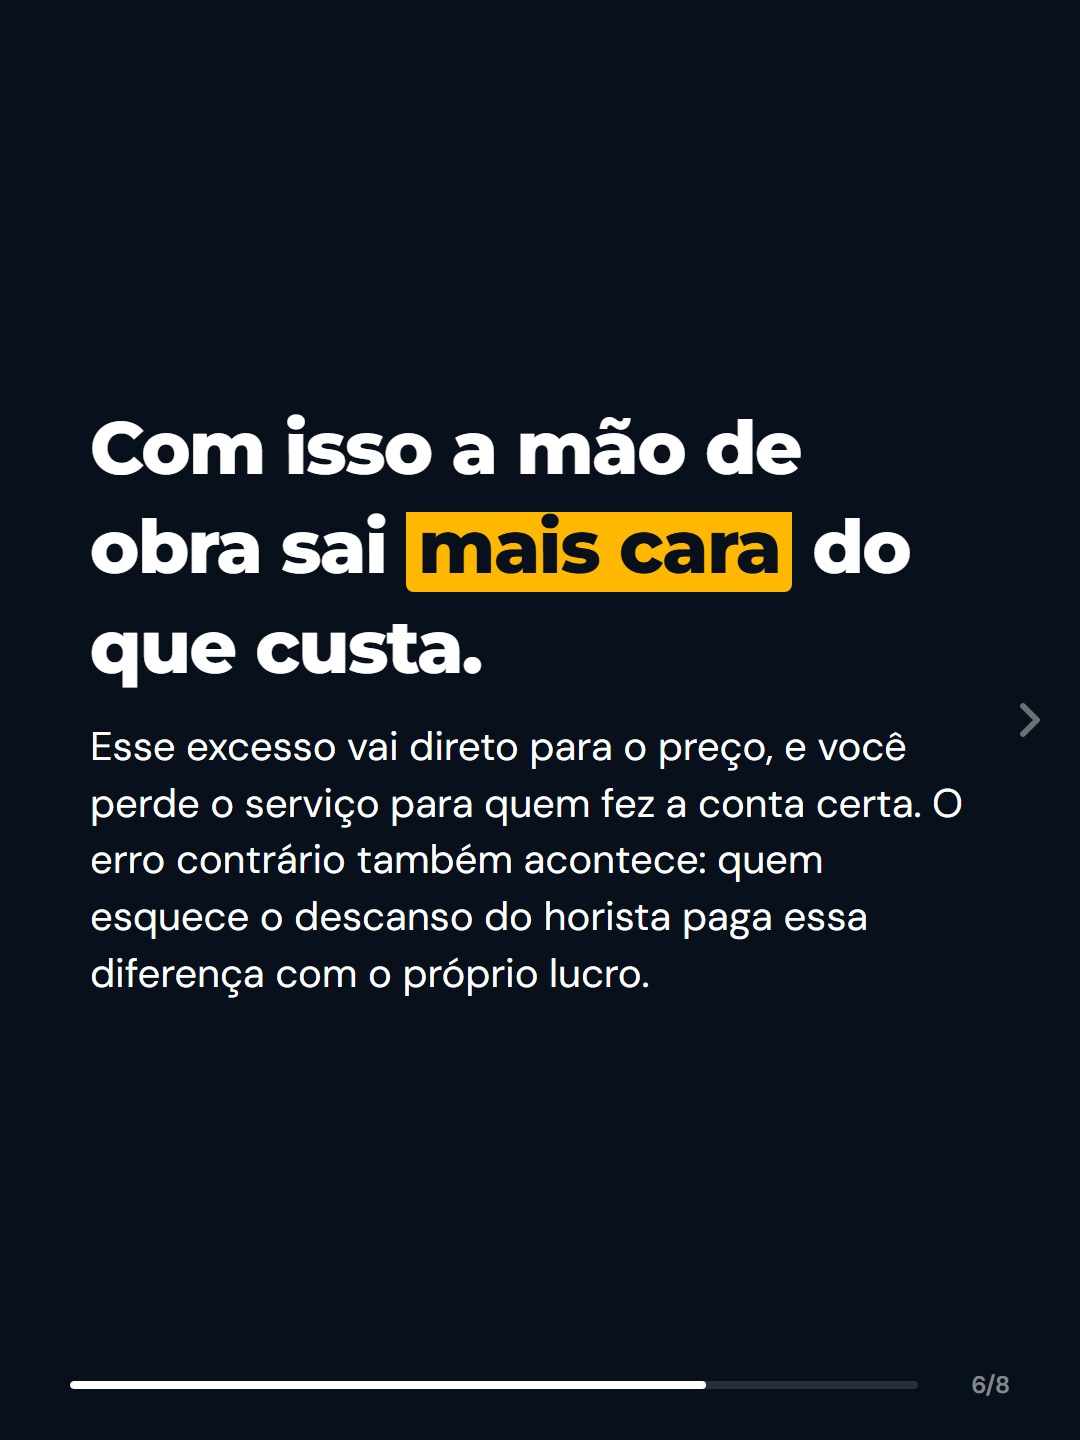 Com isso a mão de
obra sai mais cara do
que custa.
Esse excesso vai direto para o preço, e você
perde o serviço para quem fez a conta certa. O
erro contrário também acontece: quem
esquece o descanso do horista paga essa
diferença com o próprio lucro.
6/8